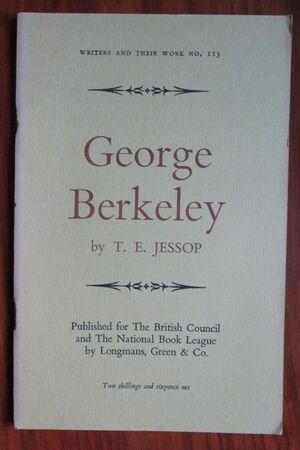 WRITERS AND THEIR WORK NO. 113
George
Berkeley
by T. E. JESSOP
Published for The British Council
and The National Book League
by Longmans, Green & Co.
Two shillings and sixpence net